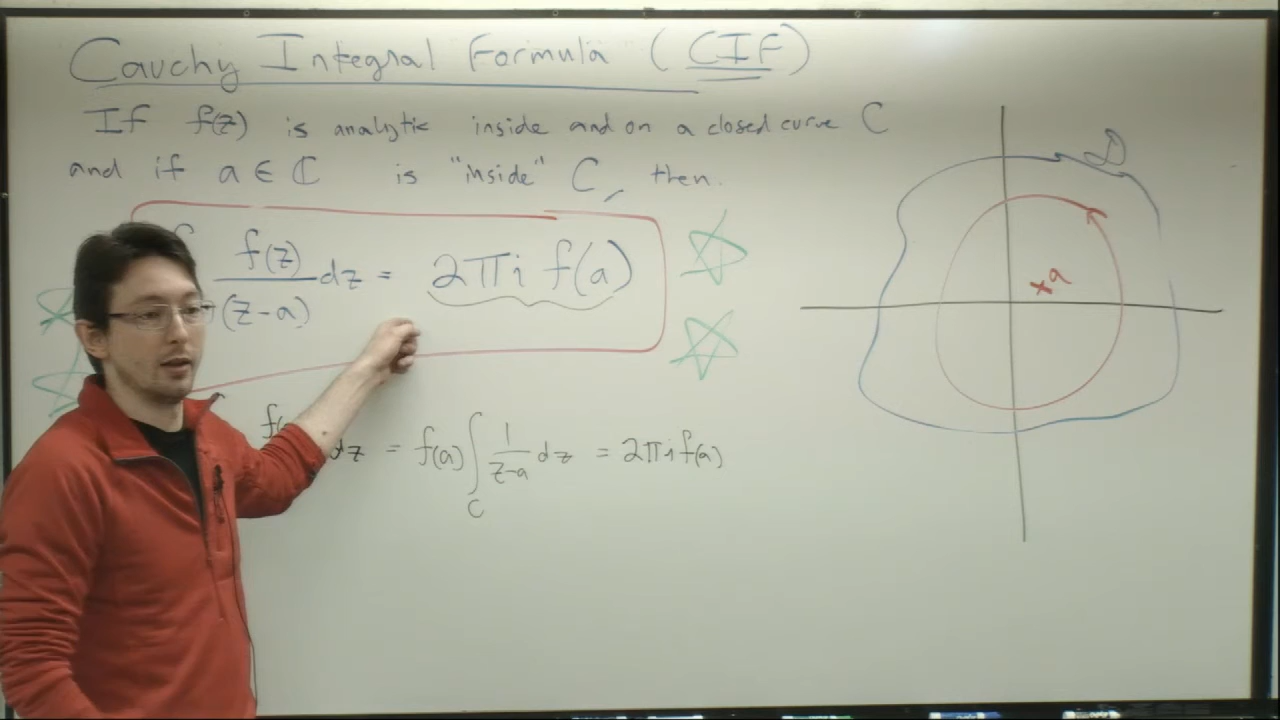 Cauchy Integral Formula (CIF)
If f(z) is analytic inside and on a closed curve C
and if a ∈ ℂ is "inside" C, then.
f(z)/(z-a) dz = 2πi f(a)
dz = f(a) ∫_C 1/(z-a) dz = 2πi f(a)
D
a